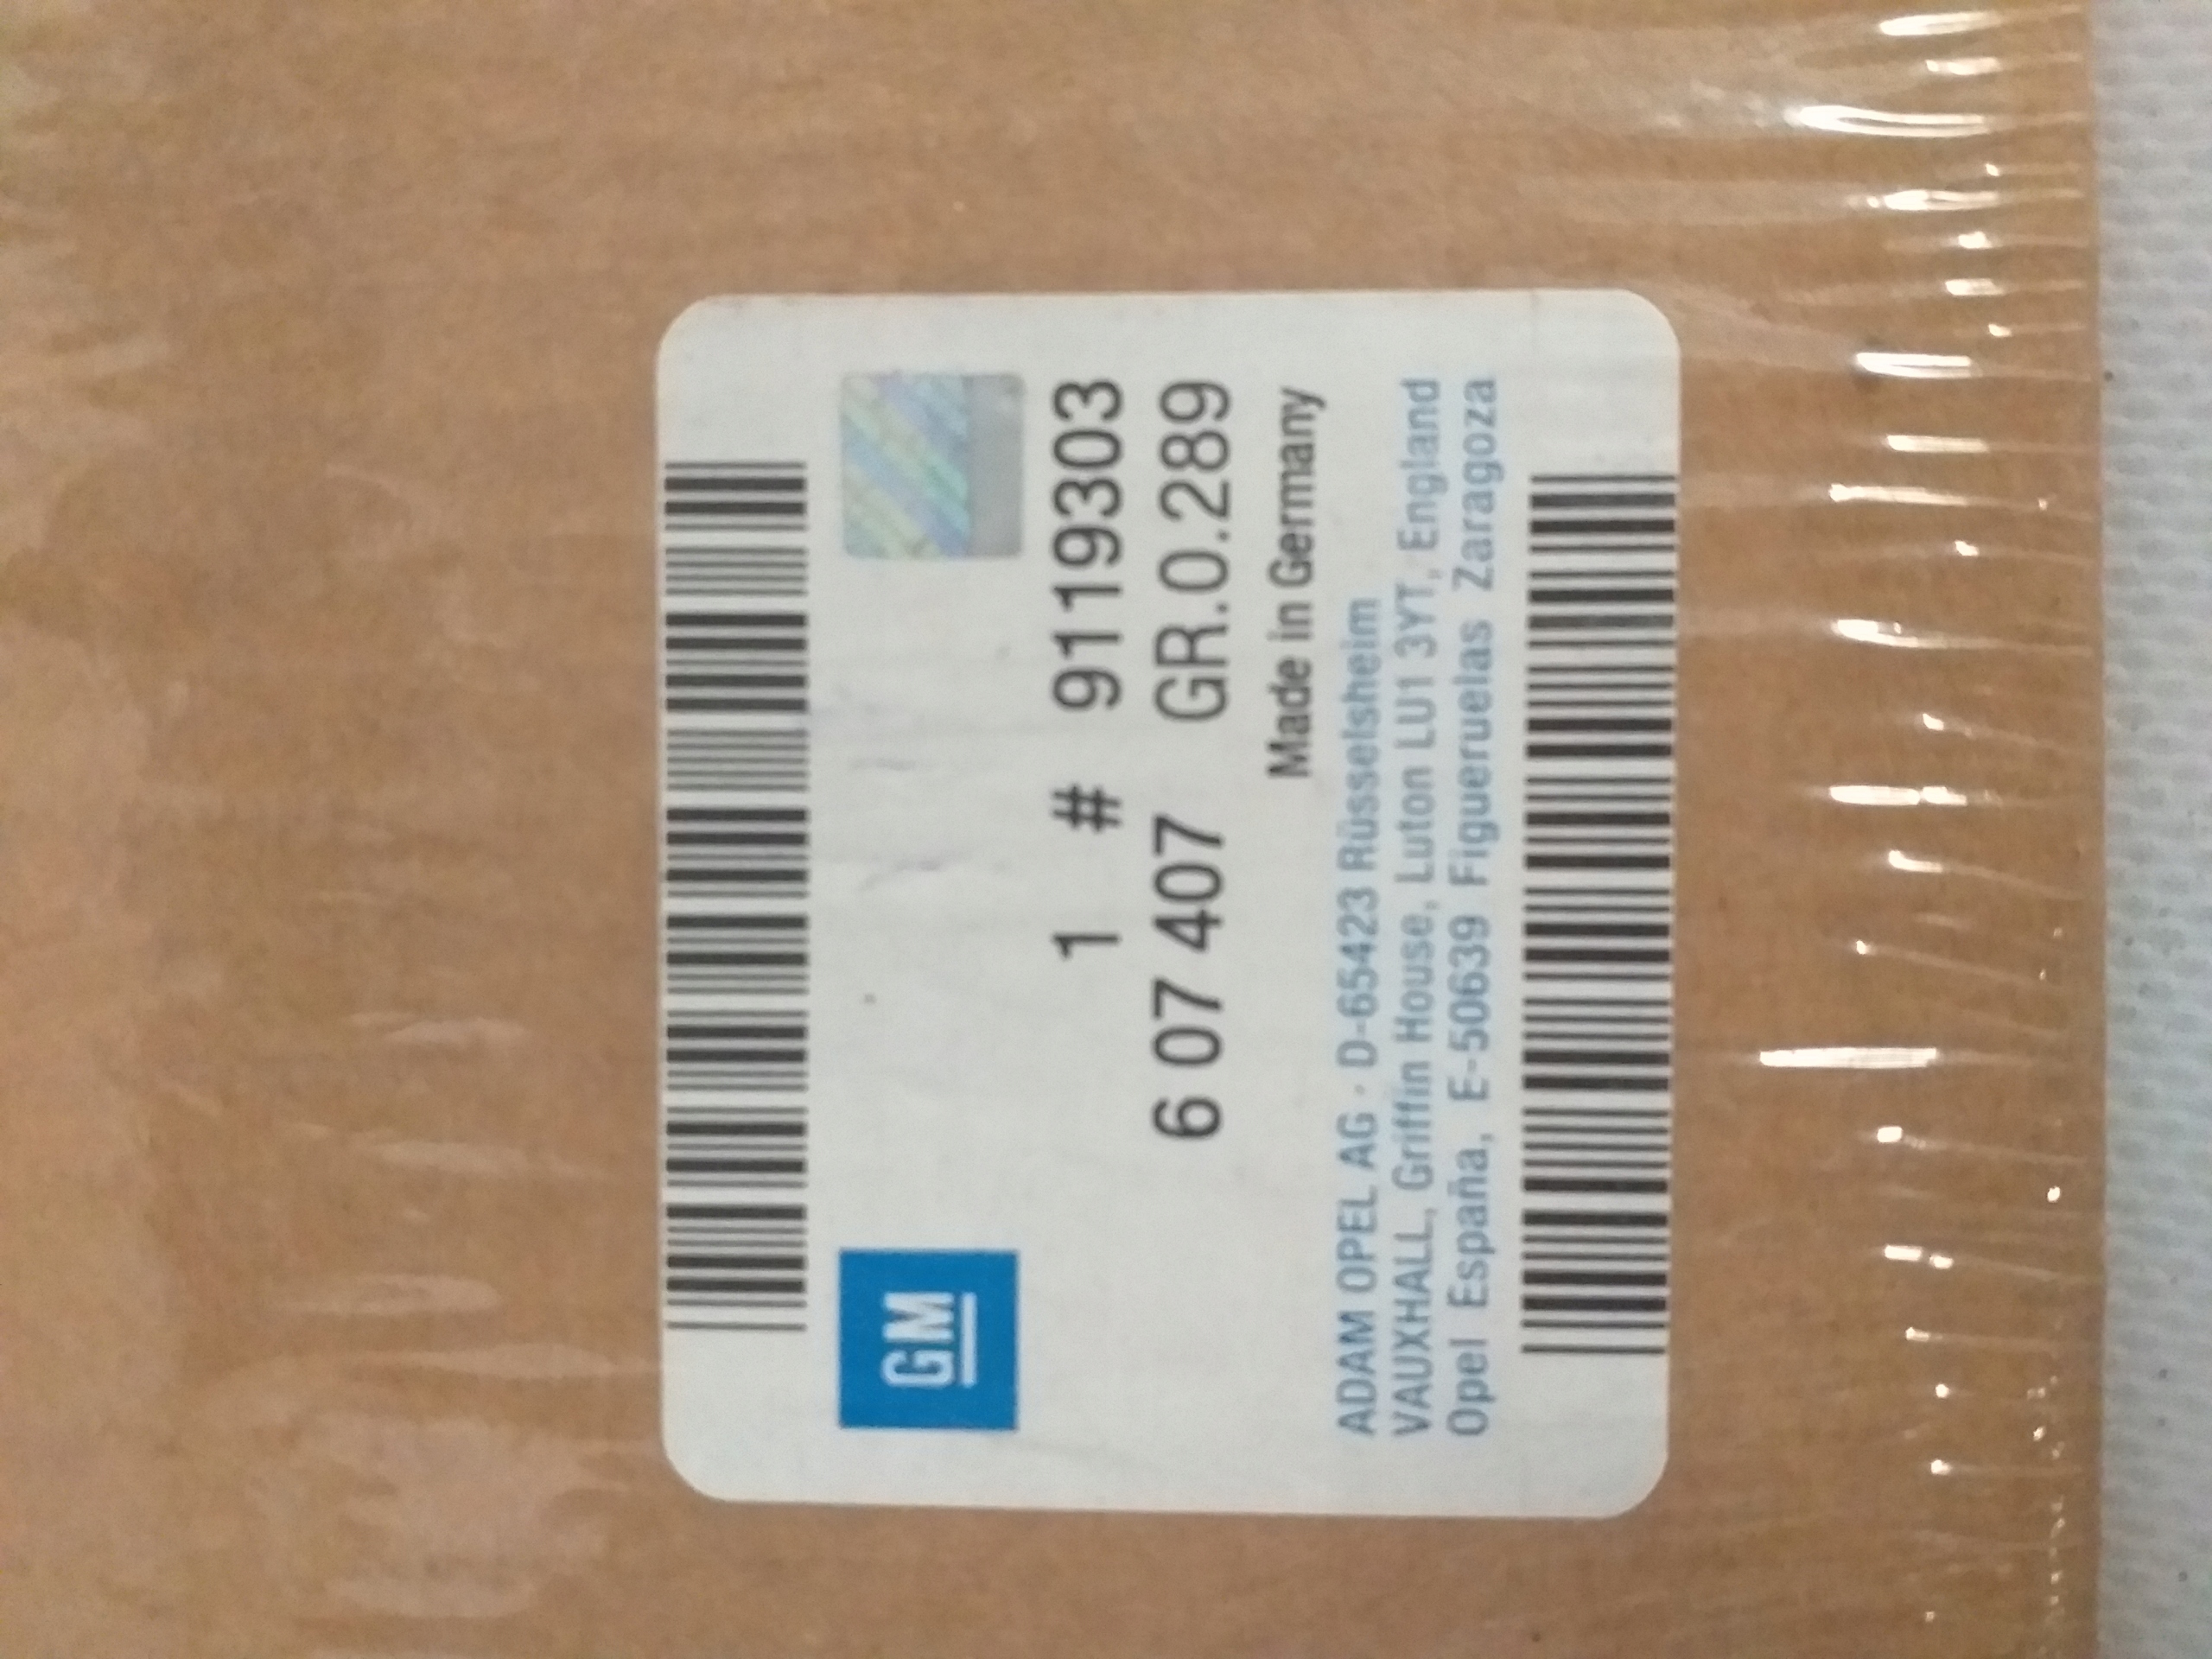 GM
1 # 9119303
6 07 407 GR.0.289
Made in Germany
ADAM OPEL AG · D-65423 Rüsselsheim
VAUXHALL, Griffin House, Luton LU1 3YT, England
Opel España, E-50639 Figueruelas Zaragoza